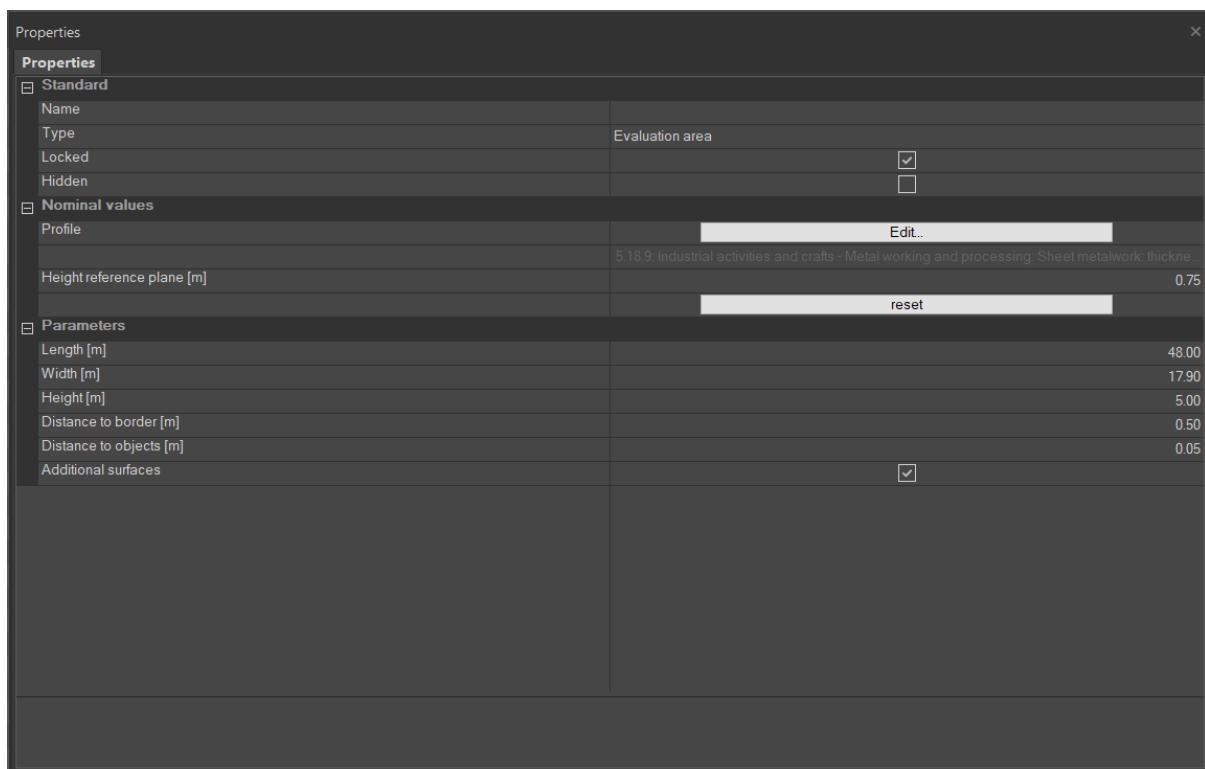 Properties
Properties
Standard
Name
Type Evaluation area
Locked
Hidden
Nominal values
Profile Edit...
5.18.9: Industrial activities and crafts - Metal working and processing: Sheet metalwork: thickne...
Height reference plane [m] 0.75
reset
Parameters
Length [m] 48.00
Width [m] 17.90
Height [m] 5.00
Distance to border [m] 0.50
Distance to objects [m] 0.05
Additional surfaces